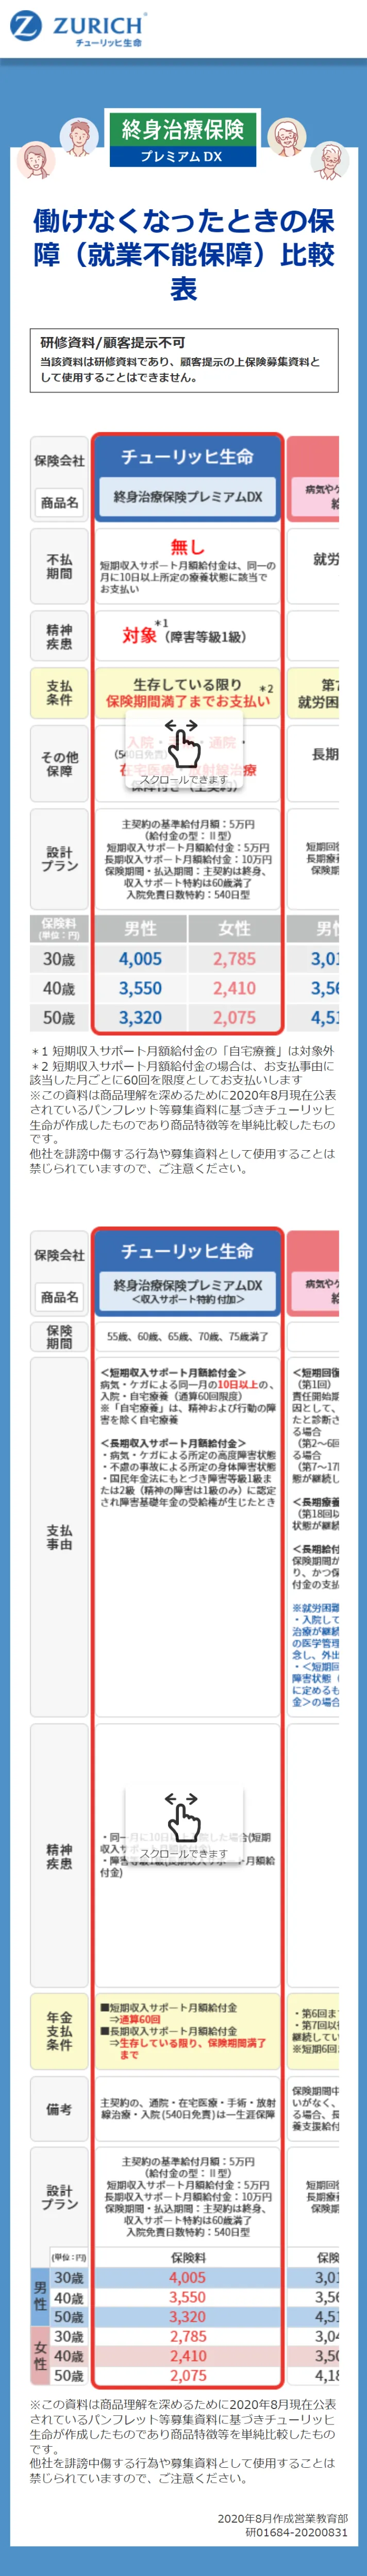 ZURICH
チューリッヒ生命
終身治療保険
プレミアム DX
働けなくなったときの保
障（就業不能保障）比較
表
研修資料/顧客提示不可
当該資料は研修資料であり、顧客提示の上保険募集資料と
して使用することはできません。
保険会社
チューリッヒ生命
商品名
終身治療保険プレミアムDX
病気やケ
不払
期間
無し
短期収入サポート月額給付金は、同一の
月に10日以上所定の療養状態に該当で
お支払い
就労
精神
疾患
対象＊1（障害等級1級）
支払
条件
生存している限り ＊2
保険期間満了までお支払い
就労困
その他
保障
入院・
通院・
スクロールできます
長期
設計
プラン
主契約の基準給付月額：5万円
（給付金の型：Ⅱ型）
短期収入サポート月額給付金：5万円
長期収入サポート月額給付金：10万円
保険期間・払込期間：主契約は終身、
収入サポート特約は60歳満了
入院免責日数特約：540日型
短期回
長期療
保険期
保険料
(単位：円)
男性 女性
30歳 4,005 2,785 3,01
40歳 3,550 2,410 3,56
50歳 3,320 2,075 4,51
＊1 短期収入サポート月額給付金の「自宅療養」は対象外
＊2 短期収入サポート月額給付金の場合は、お支払事由に
該当した月ごとに60回を限度としてお支払いします
※この資料は商品理解を深めるために2020年8月現在公表
されているパンフレット等募集資料に基づきチューリッヒ
生命が作成したものであり商品特徴等を単純比較したもの
です。
他社を誹謗中傷する行為や募集資料として使用することは
禁じられていますので、ご注意ください。
保険会社
チューリッヒ生命
商品名
終身治療保険プレミアムDX
＜収入サポート特約付加＞
病気やケ
保険
期間
55歳、60歳、65歳、70歳、75歳満了
支払
事由
＜短期収入サポート月額給付金＞
病気・ケガによる同一月の10日以上の、
入院・自宅療養（通算60回限度）
※「自宅療養」は、精神および行動の障
害を除く自宅療養
＜長期収入サポート月額給付金＞
・病気・ケガによる所定の高度障害状態
・不慮の事故による所定の身体障害状態
・国民年金法にもとづき障害等級1級ま
たは2級（精神の障害は1級のみ）に認定
され障害基礎年金の受給権が生じたとき
＜短期回復
（第1回）
責任開始期
因として、
たと診断さ
る場合
（第2～6回
る場合
（第7～17回
態が継続し
＜長期療養
（第18回以
状態が継続
＜長期給付
保険期間が
り、かつ保
付金の支払
※就労困難
・入院して
治療が継続
の医学管理
念し、外出
・＜短期回
障害状態（
に定めるも
金＞の場合
精神
疾患
スクロールできます
付金)
年金
支払
条件
■短期収入サポート月額給付金
⇒通算60回
■長期収入サポート月額給付金
⇒生存している限り、保険期間満了
まで
・第6回ま
・第7回以
継続してい
※短期6回
備考
主契約の、通院・在宅医療・手術・放射
線治療・入院(540日免責)は一生涯保障
保険期間中
いがなく、
る場合、長
養支援給付
設計
プラン
主契約の基準給付月額：5万円
（給付金の型：Ⅱ型）
短期収入サポート月額給付金：5万円
長期収入サポート月額給付金：10万円
保険期間・払込期間：主契約は終身、
収入サポート特約は60歳満了
入院免責日数特約：540日型
短期回
長期療
保険期
(単位：円) 保険料 保険
男性
30歳 4,005 3,01
40歳 3,550 3,56
50歳 3,320 4,51
女性
30歳 2,785 3,04
40歳 2,410 3,50
50歳 2,075 4,18
※この資料は商品理解を深めるために2020年8月現在公表
されているパンフレット等募集資料に基づきチューリッヒ
生命が作成したものであり商品特徴等を単純比較したもの
です。
他社を誹謗中傷する行為や募集資料として使用することは
禁じられていますので、ご注意ください。
2020年8月作成営業教育部
研01684-20200831